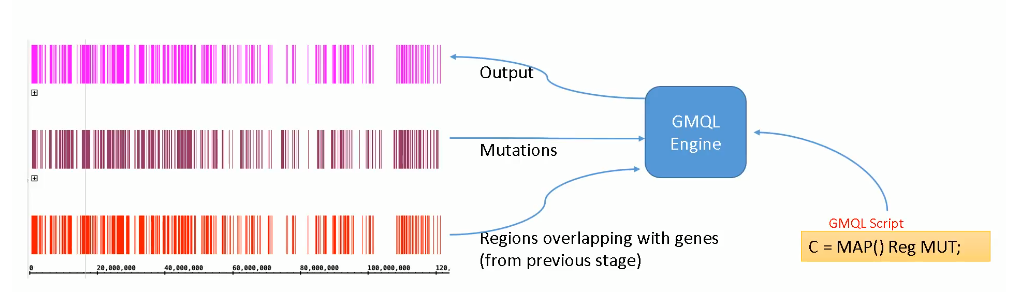 Output
GMQL
Engine
Mutations
GMQL Script
C = MAP() Reg MUT;
Regions overlapping with genes
(from previous stage)
0 20,000,000 40,000,000 60,000,000 80,000,000 100,000,000 120,